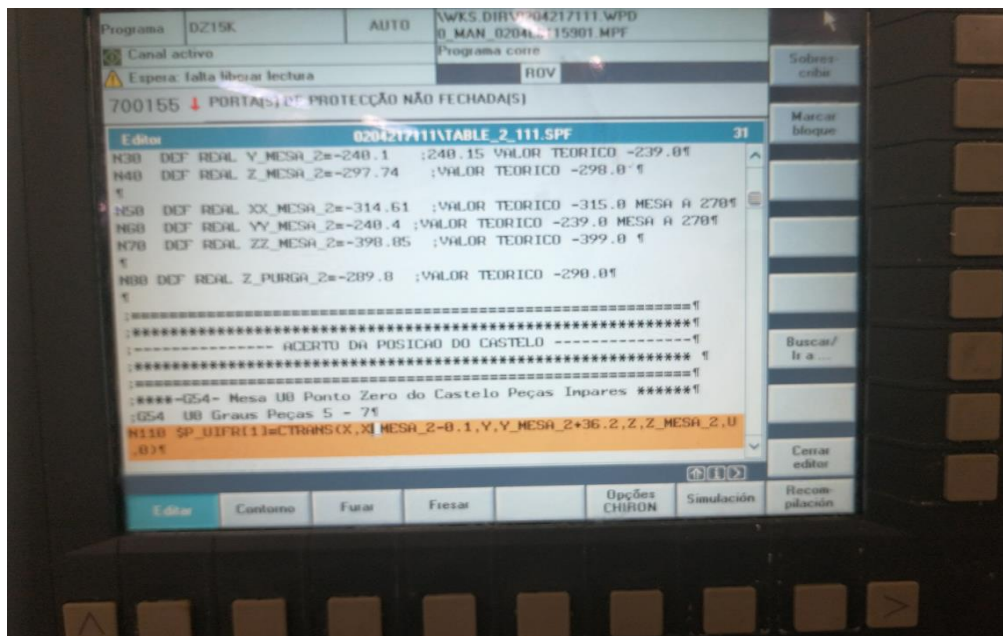 Programa DZ15K AUTO
\WKS.DIR\0204217111.WPD
Canal activo
Programa corre
Espera: falta liberar lectura
ROV
700155 ↓ PORTA(S) DE PROTECÇÃO NÃO FECHADA(S)
Editor 0204217111\TABLE_2_111.SPF 31
N30 DEF REAL Y_MESA_2=-240.1 ;240.15 VALOR TEORICO -239.0¶
N40 DEF REAL Z_MESA_2=-297.74 ;VALOR TEORICO -298.0 ¶
¶
N50 DEF REAL XX_MESA_2=-314.61 ;VALOR TEORICO -315.0 MESA A 270¶
N60 DEF REAL YY_MESA_2=-240.4 ;VALOR TEORICO -239.0 MESA A 270¶
N70 DEF REAL ZZ_MESA_2=-398.85 ;VALOR TEORICO -399.0 ¶
¶
N80 DEF REAL Z_PURGA_2=-289.8 ;VALOR TEORICO -290.0¶
¶
;=============================================================¶
;*************************************************************¶
;---------------- ACERTO DA POSICAO DO CASTELO ---------------¶
;************************************************************* ¶
;=============================================================¶
;****-G54- Mesa U0 Ponto Zero do Castelo Peças Impares ******¶
;G54 U0 Graus Peças 5 - 7¶
N110 $P_UIFR[1]=CTRANS(X,X_MESA_2-0.1,Y,Y_MESA_2+36.2,Z,Z_MESA_2,U
,0)¶
Sobres-
cribir
Marcar
bloque
Buscar/
Ir a ...
Cerrar
editor
Recom-
pilación
Editar Contorno Furar Fresar Opções CHIRON Simulación